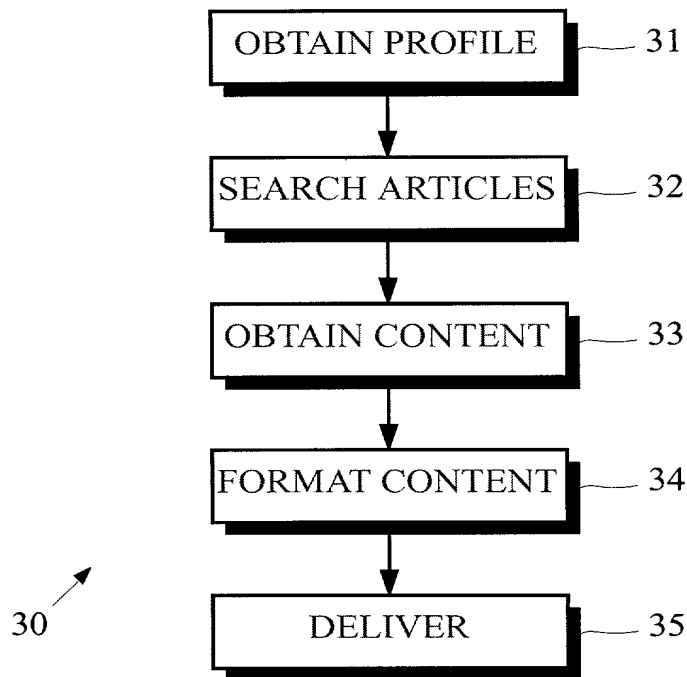 OBTAIN PROFILE 31
SEARCH ARTICLES 32
OBTAIN CONTENT 33
FORMAT CONTENT 34
30
DELIVER 35